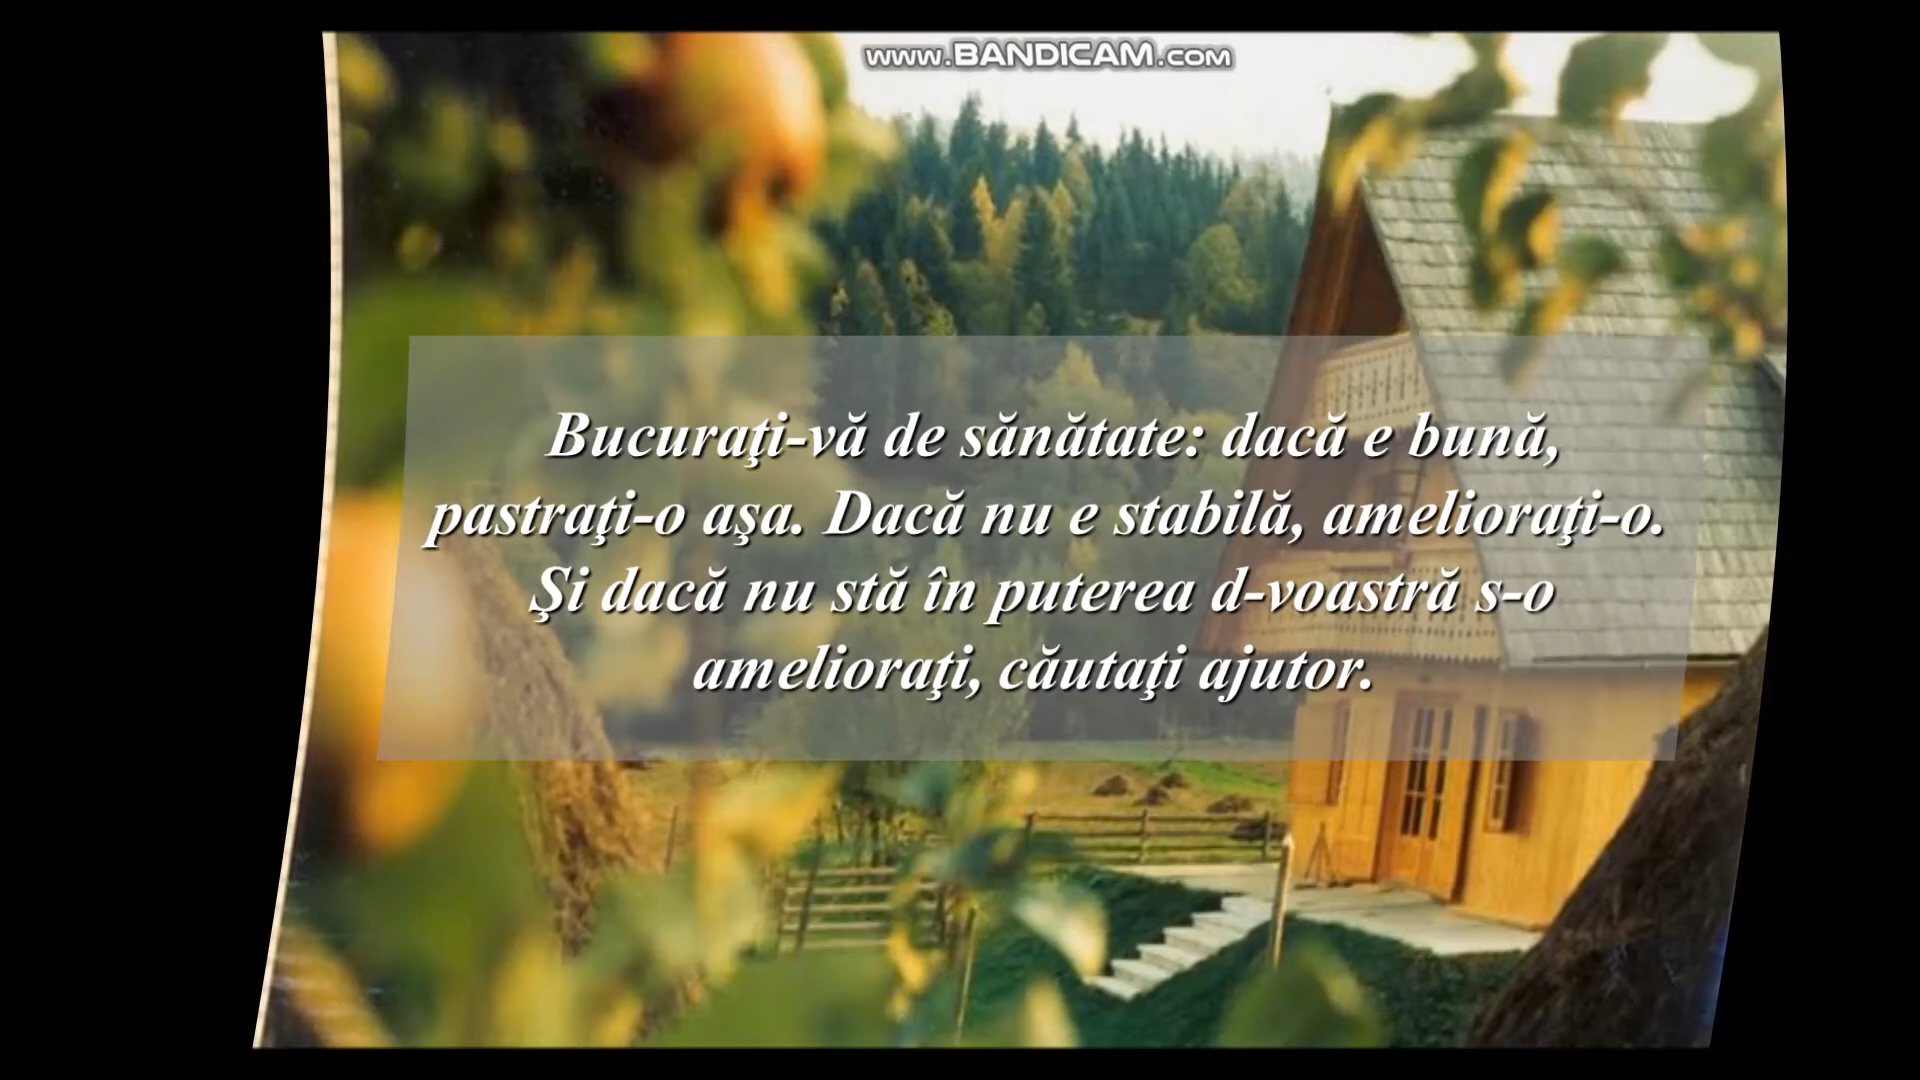 www.BANDICAM.com
Bucuraţi-vă de sănătate: dacă e bună,
pastraţi-o aşa. Dacă nu e stabilă, amelioraţi-o.
Şi dacă nu stă în puterea d-voastră s-o
amelioraţi, căutaţi ajutor.